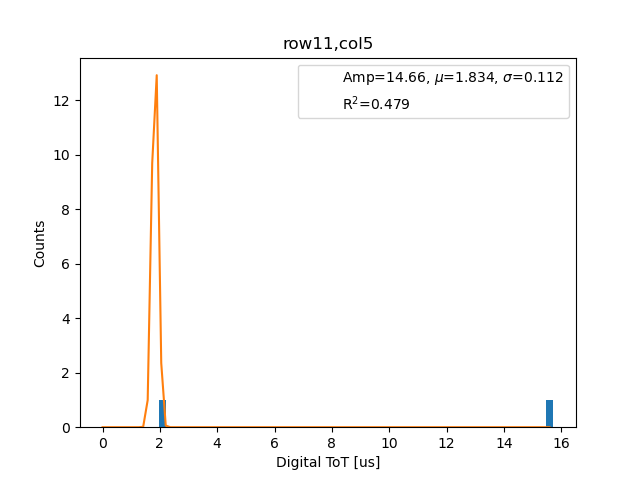 row11,col5
Amp=14.66, μ=1.834, σ=0.112
R²=0.479
Counts
12
10
8
6
4
2
0
0 2 4 6 8 10 12 14 16
Digital ToT [us]